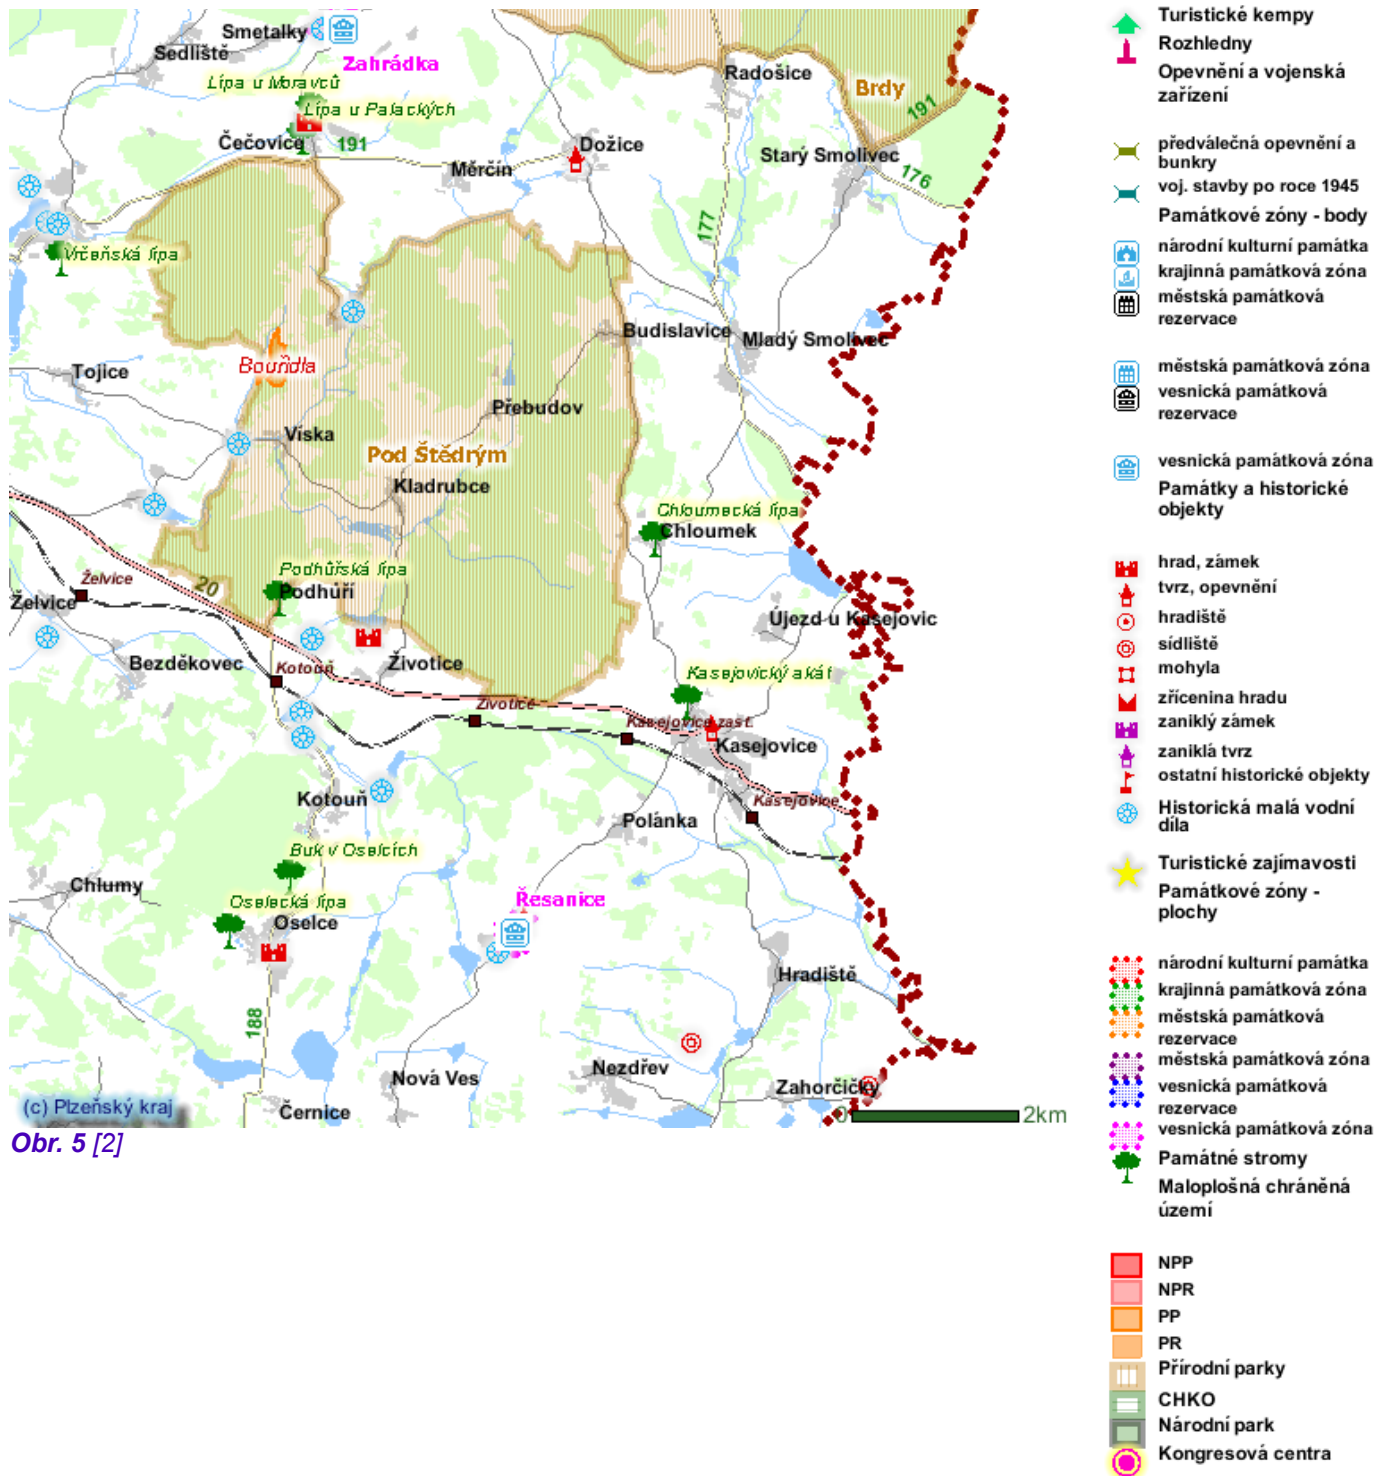 Smetalky
Sedliště
Zahrádka
Lípa u Moravců
Lípa u Palackých
Čečovice
191
Měrčín
Dožice
Radošice
Brdy
191
Starý Smolivec
176
177
Vrčeňská lípa
Budislavice
Mladý Smolivec
Bouřidla
Tojice
Přebudov
Víska
Pod Štědrým
Kladrubce
Chloumecká lípa
Chloumek
Podhůřská lípa
Podhůří
Želvice
20
Želvice
Újezd u Kasejovic
Bezděkovec
Kotouň
Životice
Kasejovický akát
Životice
Kasejovice zast.
Kasejovice
Kotouň
Kasejovice
Polánka
Buk v Oselcích
Chlumy
Oselecká lípa
Oselce
Řesanice
Hradiště
188
Nezdřev
Nová Ves
Zahorčičky
Černice
(c) Plzeňský kraj
0 2km
Obr. 5 [2]
Turistické kempy
Rozhledny
Opevnění a vojenská
zařízení
předválečná opevnění a
bunkry
voj. stavby po roce 1945
Památkové zóny - body
národní kulturní památka
krajinná památková zóna
městská památková
rezervace
městská památková zóna
vesnická památková
rezervace
vesnická památková zóna
Památky a historické
objekty
hrad, zámek
tvrz, opevnění
hradiště
sídliště
mohyla
zřícenina hradu
zaniklý zámek
zaniklá tvrz
ostatní historické objekty
Historická malá vodní
díla
Turistické zajímavosti
Památkové zóny -
plochy
národní kulturní památka
krajinná památková zóna
městská památková
rezervace
městská památková zóna
vesnická památková
rezervace
vesnická památková zóna
Památné stromy
Maloplošná chráněná
území
NPP
NPR
PP
PR
Přírodní parky
CHKO
Národní park
Kongresová centra